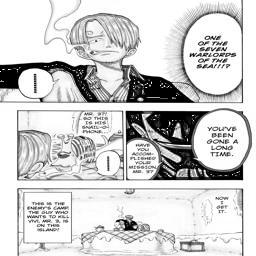 ONE
OF THE
SEVEN
WARLORDS
OF THE
SEA!!!?
MR. 3?!
SO THIS
IS HIS
SNAIL-O-
PHONE...
YOU'VE
BEEN GONE
A LONG
TIME.
HAVE
YOU
ACCOM-
PLISHED
YOUR
MISSION,
MR. 3?
NOW I
GET
IT.
THIS IS THE
ENEMY'S CAMP.
THE GUY WHO
WANTS TO KILL
VIVI, MR. 3, IS
ON THIS
ISLAND!